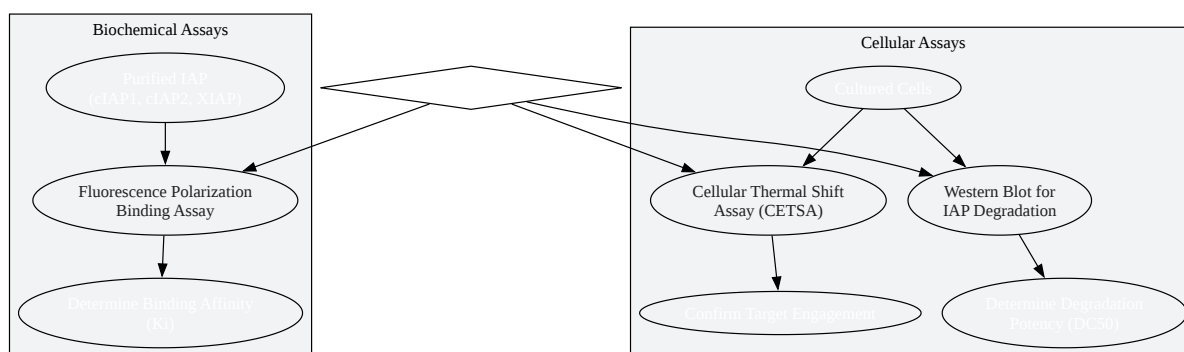 Biochemical Assays
Purified IAP
(cIAP1, cIAP2, XIAP)
Fluorescence Polarization
Binding Assay
Determine Binding Affinity
(Ki)
Cellular Assays
Cultured Cells
Cellular Thermal Shift
Assay (CETSA)
Western Blot for
IAP Degradation
Confirm Target Engagement
Determine Degradation
Potency (DC50)